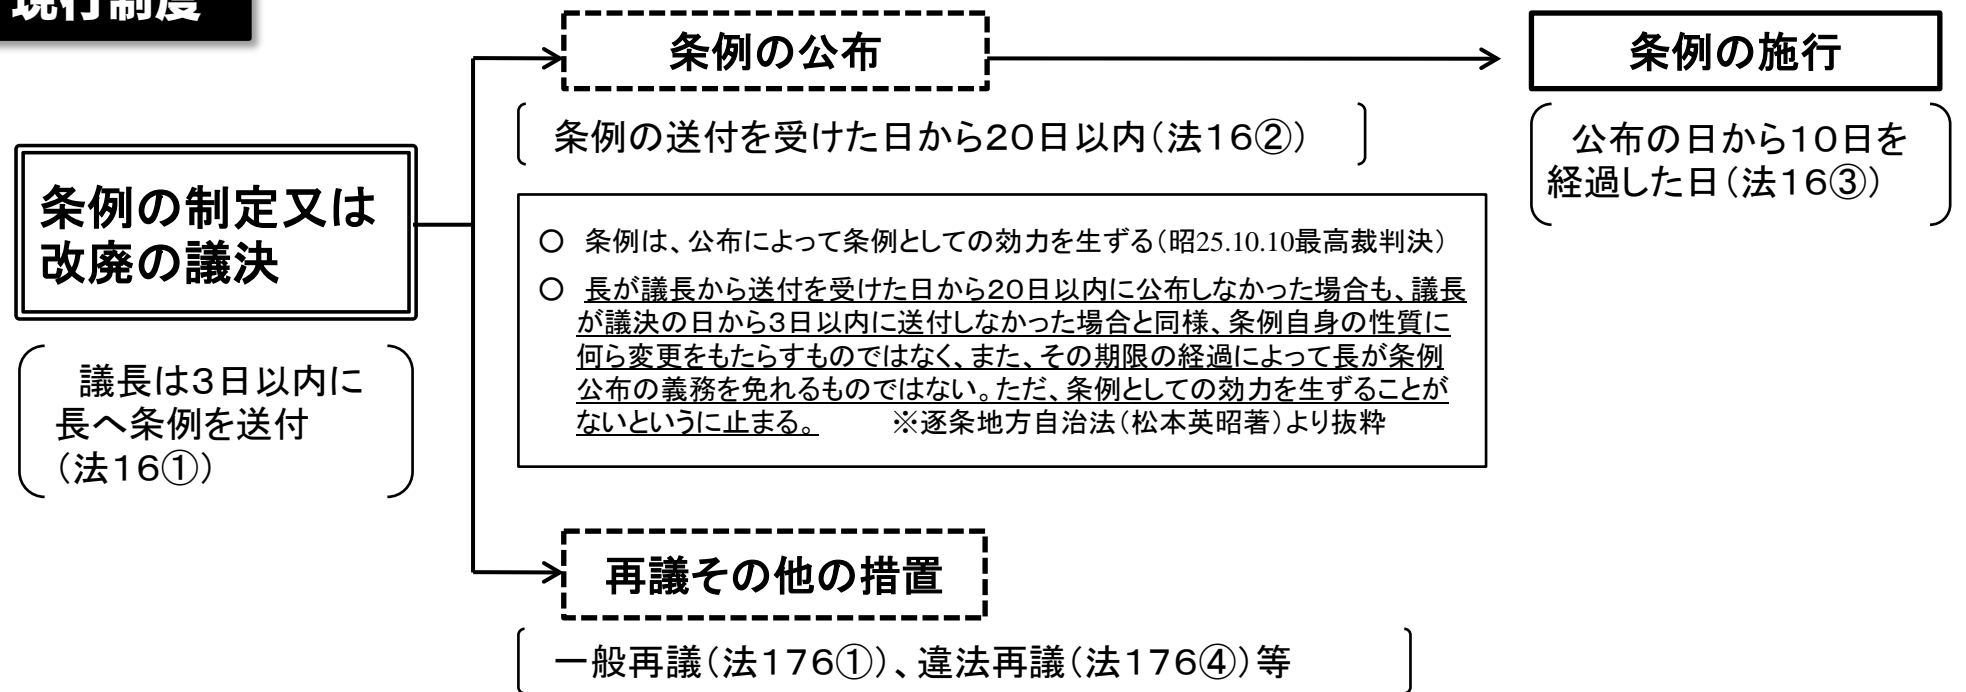 現行制度
条例の制定又は
改廃の議決
議長は3日以内に
長へ条例を送付
(法16①)
条例の公布
条例の送付を受けた日から20日以内(法16②)
条例の施行
公布の日から10日を
経過した日(法16③)
○ 条例は、公布によって条例としての効力を生ずる(昭25.10.10最高裁判決)
○ 長が議長から送付を受けた日から20日以内に公布しなかった場合も、議長
が議決の日から3日以内に送付しなかった場合と同様、条例自身の性質に
何ら変更をもたらすものではなく、また、その期限の経過によって長が条例
公布の義務を免れるものではない。ただ、条例としての効力を生ずることが
ないというに止まる。 ※逐条地方自治法(松本英昭著)より抜粋
再議その他の措置
一般再議(法176①)、違法再議(法176④)等